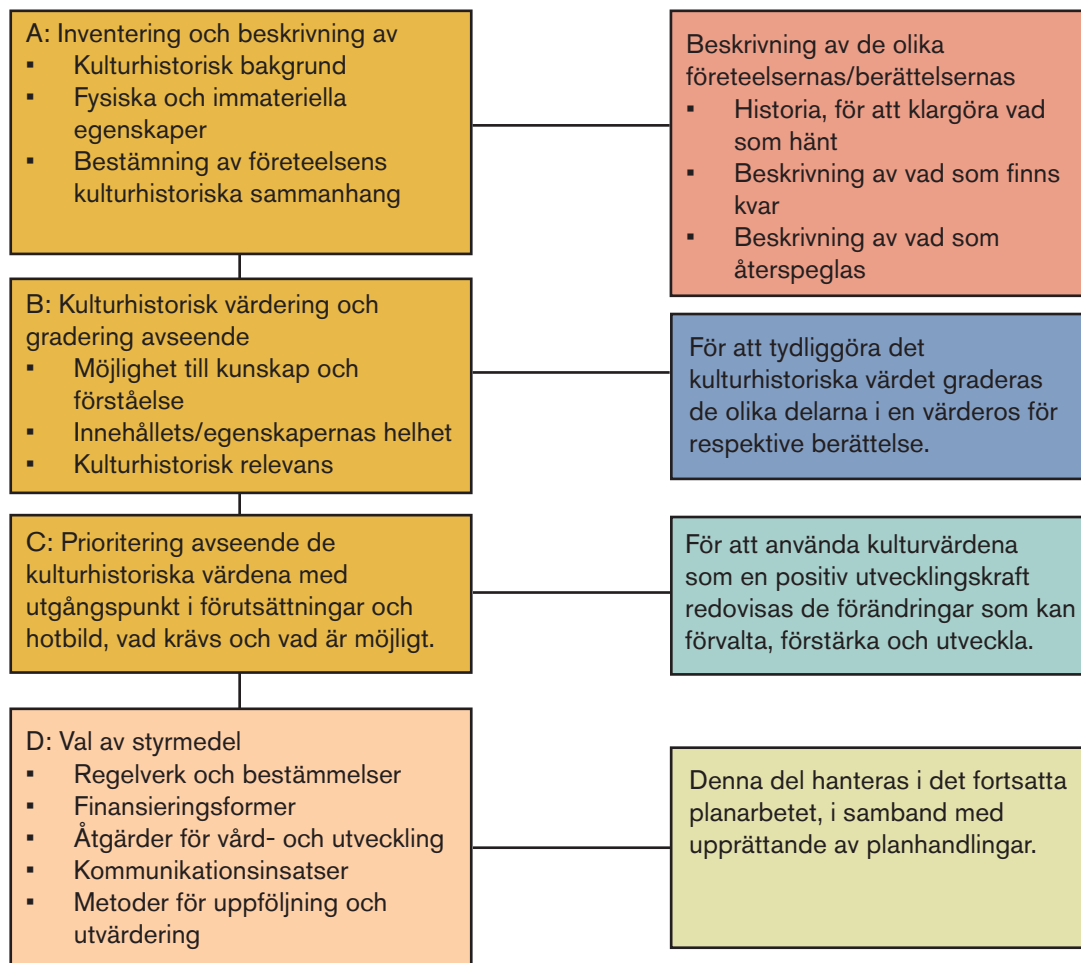 A: Inventering och beskrivning av
▪ Kulturhistorisk bakgrund
▪ Fysiska och immateriella
egenskaper
▪ Bestämning av företeelsens
kulturhistoriska sammanhang
Beskrivning av de olika
företeelsernas/berättelsernas
▪ Historia, för att klargöra vad
som hänt
▪ Beskrivning av vad som finns
kvar
▪ Beskrivning av vad som
återspeglas
B: Kulturhistorisk värdering och
gradering avseende
▪ Möjlighet till kunskap och
förståelse
▪ Innehållets/egenskapernas helhet
▪ Kulturhistorisk relevans
För att tydliggöra det
kulturhistoriska värdet graderas
de olika delarna i en värderos för
respektive berättelse.
C: Prioritering avseende de
kulturhistoriska värdena med
utgångspunkt i förutsättningar och
hotbild, vad krävs och vad är möjligt.
För att använda kulturvärdena
som en positiv utvecklingskraft
redovisas de förändringar som kan
förvalta, förstärka och utveckla.
D: Val av styrmedel
▪ Regelverk och bestämmelser
▪ Finansieringsformer
▪ Åtgärder för vård- och utveckling
▪ Kommunikationsinsatser
▪ Metoder för uppföljning och
utvärdering
Denna del hanteras i det fortsatta
planarbetet, i samband med
upprättande av planhandlingar.